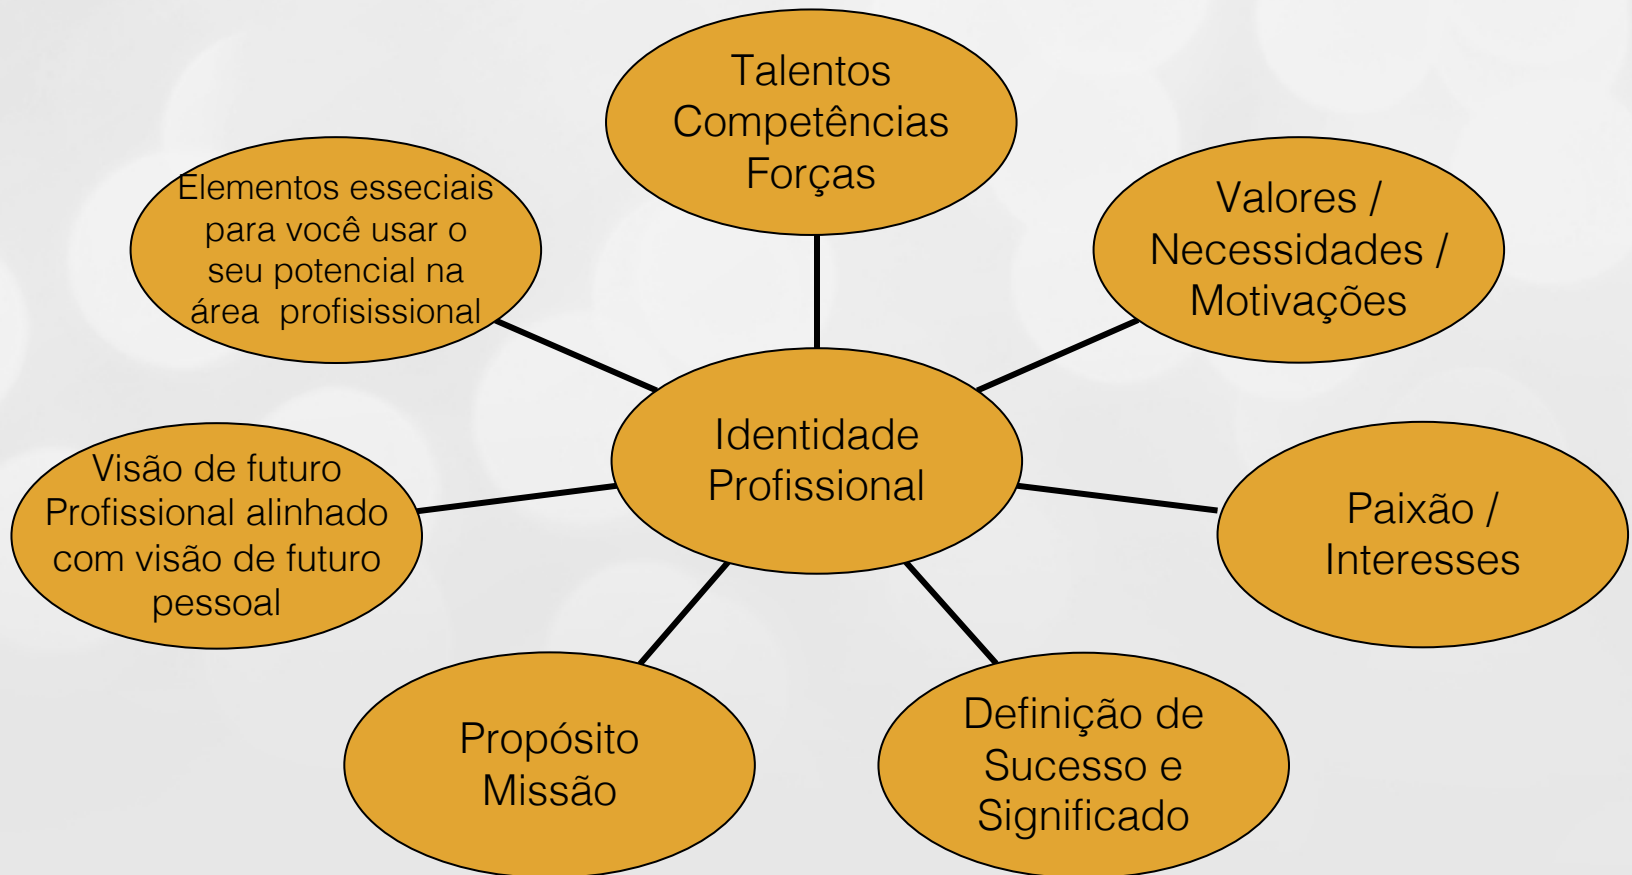 Talentos
Competências
Forças
Elementos esseciais
para você usar o
seu potencial na
área  profisissional
Valores /
Necessidades /
Motivações
Identidade
Profissional
Visão de futuro
Profissional alinhado
com visão de futuro
pessoal
Paixão /
Interesses
Propósito
Missão
Definição de
Sucesso e
Significado